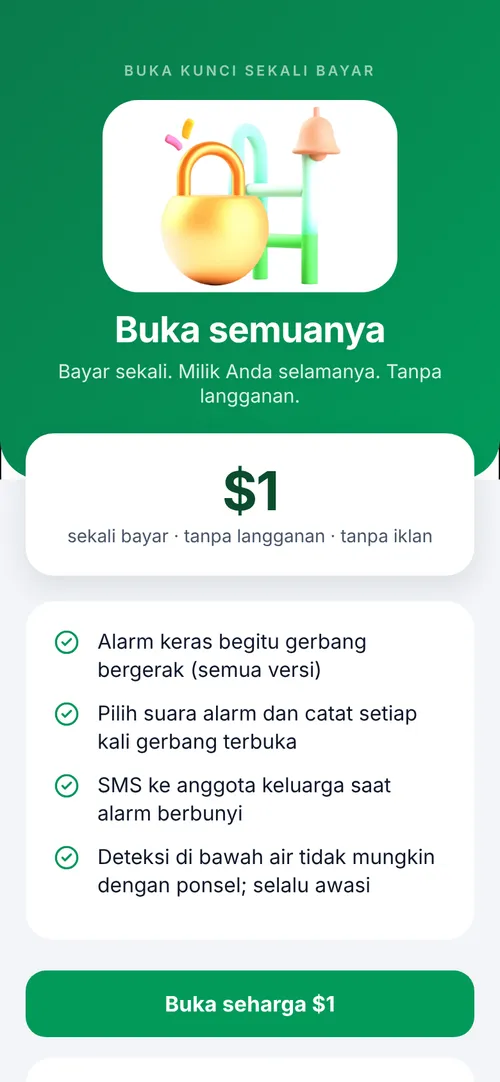 BUKA KUNCI SEKALI BAYAR
Buka semuanya
Bayar sekali. Milik Anda selamanya. Tanpa
langganan.
$1
sekali bayar · tanpa langganan · tanpa iklan
Alarm keras begitu gerbang
bergerak (semua versi)
Pilih suara alarm dan catat setiap
kali gerbang terbuka
SMS ke anggota keluarga saat
alarm berbunyi
Deteksi di bawah air tidak mungkin
dengan ponsel; selalu awasi
Buka seharga $1